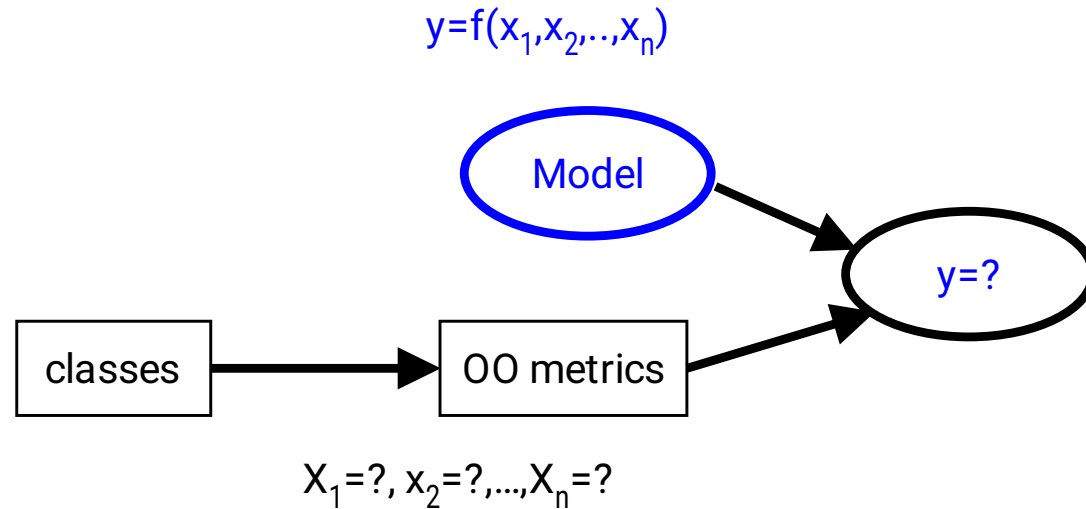 y=f(x₁,x₂,..,xₙ)
Model
y=?
classes
OO metrics
X₁=?, x₂=?,...,Xₙ=?